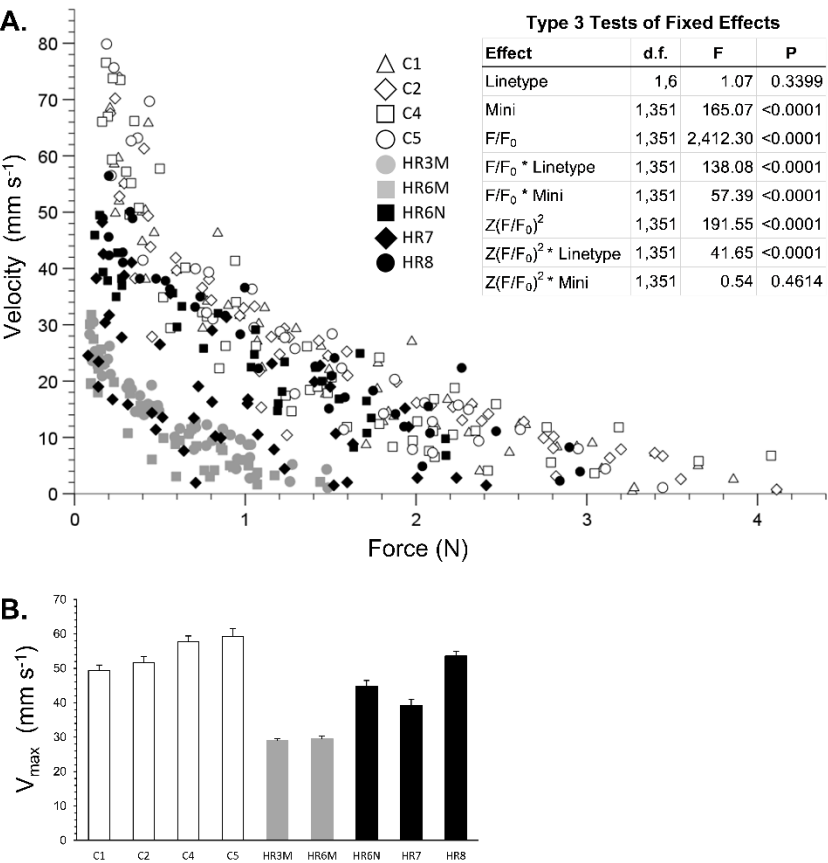 A.
Velocity (mm s-1)
80
70
60
50
40
30
20
10
0
0 1 2 3 4
Force (N)
C1
C2
C4
C5
HR3M
HR6M
HR6N
HR7
HR8
Type 3 Tests of Fixed Effects
Effect d.f. F P
Linetype 1,6 1.07 0.3399
Mini 1,351 165.07 <0.0001
F/F0 1,351 2,412.30 <0.0001
F/F0 * Linetype 1,351 138.08 <0.0001
F/F0 * Mini 1,351 57.39 <0.0001
Z(F/F0)2 1,351 191.55 <0.0001
Z(F/F0)2 * Linetype 1,351 41.65 <0.0001
Z(F/F0)2 * Mini 1,351 0.54 0.4614
B.
Vmax (mm s-1)
70
60
50
40
30
20
10
0
C1 C2 C4 C5 HR3M HR6M HR6N HR7 HR8